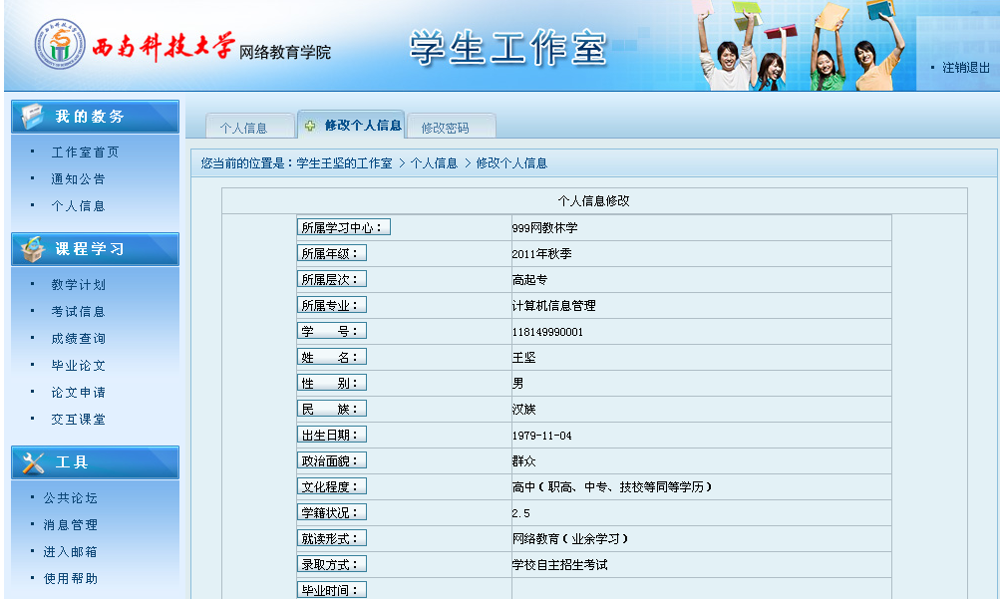 西南科技大学 网络教育学院
学生工作室
注销退出
我的教务
工作室首页
通知公告
个人信息
课程学习
教学计划
考试信息
成绩查询
毕业论文
论文申请
交互课堂
工具
公共论坛
消息管理
进入邮箱
使用帮助
个人信息 修改个人信息 修改密码
您当前的位置是：学生王坚的工作室 > 个人信息 > 修改个人信息
个人信息修改
所属学习中心： 999网教休学
所属年级： 2011年秋季
所属层次： 高起专
所属专业： 计算机信息管理
学 号： 118149990001
姓 名： 王坚
性 别： 男
民 族： 汉族
出生日期： 1979-11-04
政治面貌： 群众
文化程度： 高中（职高、中专、技校等同等学历）
学籍状况： 2.5
就读形式： 网络教育（业余学习）
录取方式： 学校自主招生考试
毕业时间：